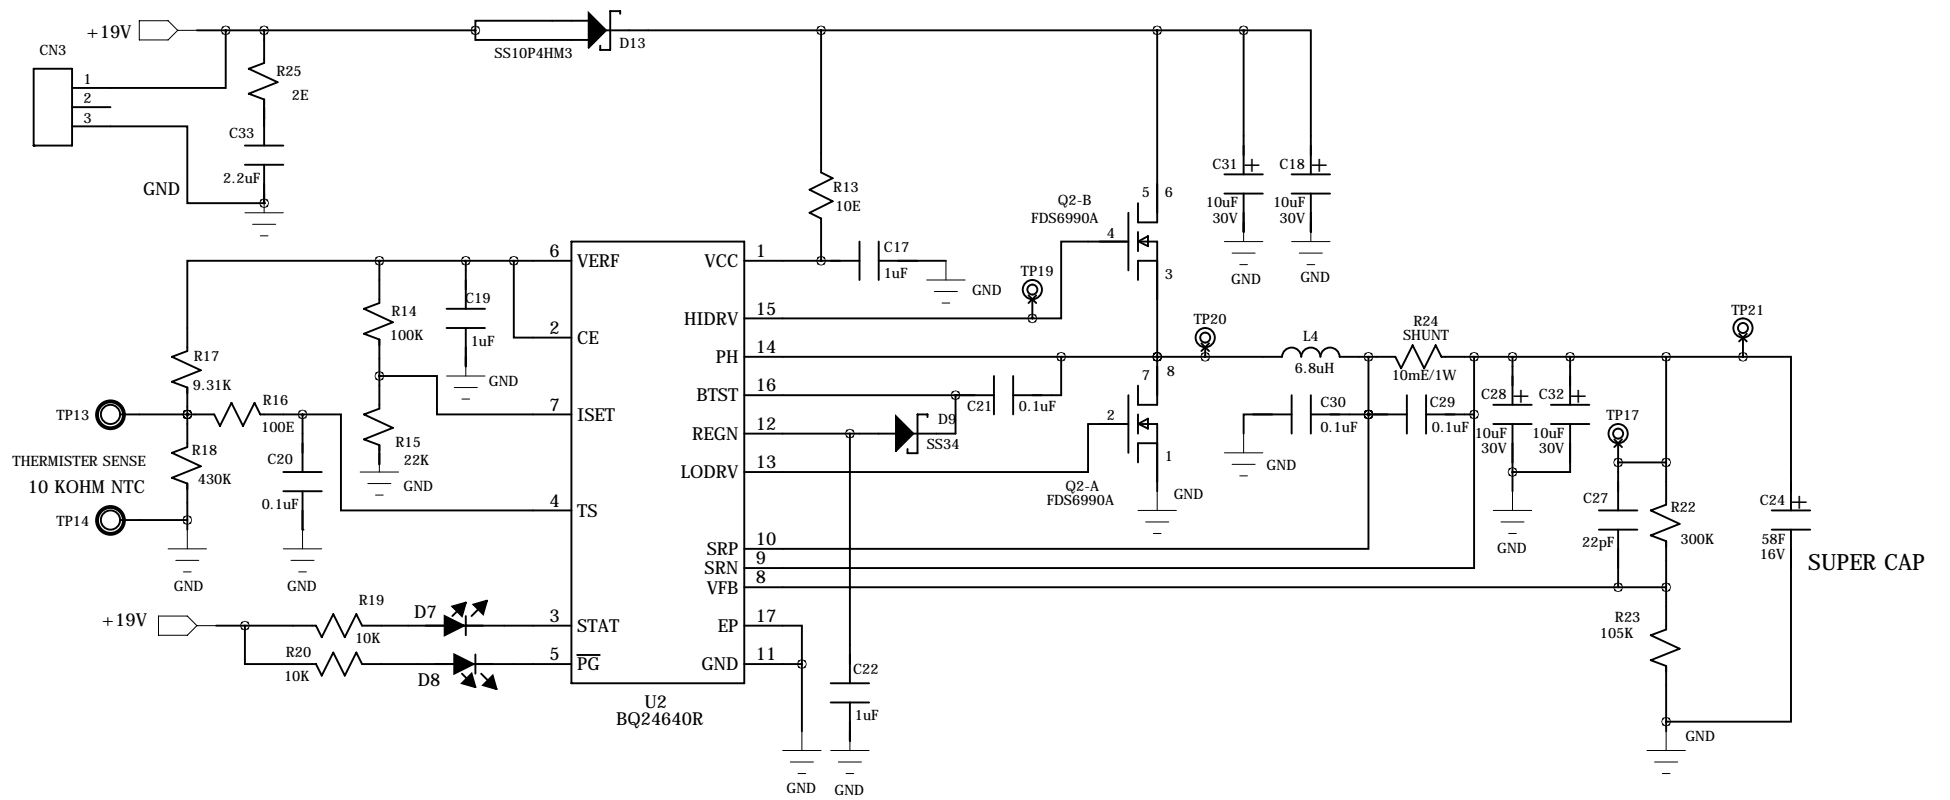 +19V
CN3
1
2
3
GND
R25
2E
C33
2.2uF
SS10P4HM3
D13
R13
10E
C17
1uF
GND
Q2-B
FDS6990A
5
6
4
3
C31
10uF
30V
GND
C18
10uF
30V
GND
TP19
6
VERF
VCC
1
HIDRV
15
2
CE
PH
14
BTST
16
7
ISET
REGN
12
LODRV
13
4
TS
SRP
10
SRN
9
VFB
8
3
STAT
EP
17
5
PG
GND
11
U2
BQ24640R
R14
100K
C19
1uF
GND
R17
9.31K
TP13
R16
100E
R15
22K
GND
THERMISTER SENSE
10 KOHM NTC
TP14
R18
430K
GND
C20
0.1uF
GND
+19V
R19
10K
D7
R20
10K
D8
C21
0.1uF
D9
SS34
7
8
2
1
Q2-A
FDS6990A
GND
TP20
L4
6.8uH
R24
SHUNT
10mE/1W
C30
0.1uF
GND
C29
0.1uF
C28
10uF
30V
C32
10uF
30V
GND
TP17
TP21
C27
22pF
R22
300K
C24
58F
16V
SUPER CAP
R23
105K
GND
C22
1uF
GND
GND